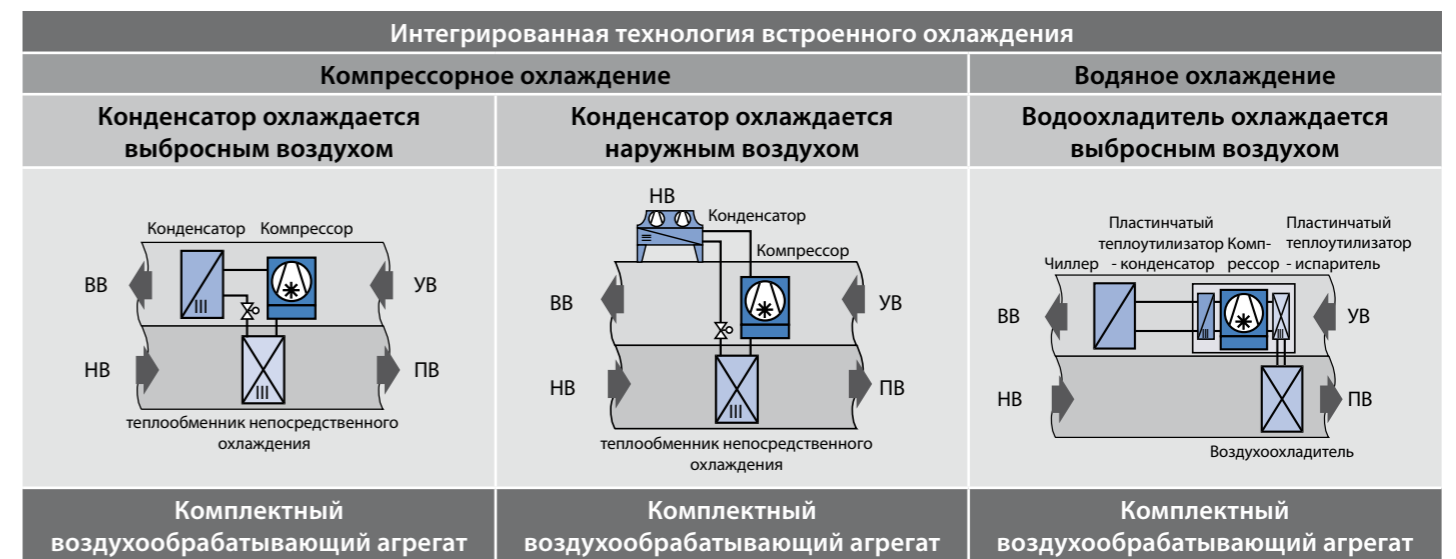 Интегрированная технология встроенного охлаждения
Компрессорное охлаждение
Водяное охлаждение
Конденсатор охлаждается
выбросным воздухом
Конденсатор охлаждается
наружным воздухом
Водоохладитель охлаждается
выбросным воздухом
Конденсатор Компрессор
ВВ
УВ
НВ
ПВ
теплообменник непосредственного
охлаждения
НВ
Конденсатор
Компрессор
ВВ
УВ
НВ
ПВ
теплообменник непосредственного
охлаждения
Чиллер
Пластинчатый
теплоутилизатор
- конденсатор
Комп-
рессор
Пластинчатый
теплоутилизатор
- испаритель
ВВ
УВ
НВ
ПВ
Воздухоохладитель
Комплектный
воздухообрабатывающий агрегат
Комплектный
воздухообрабатывающий агрегат
Комплектный
воздухообрабатывающий агрегат